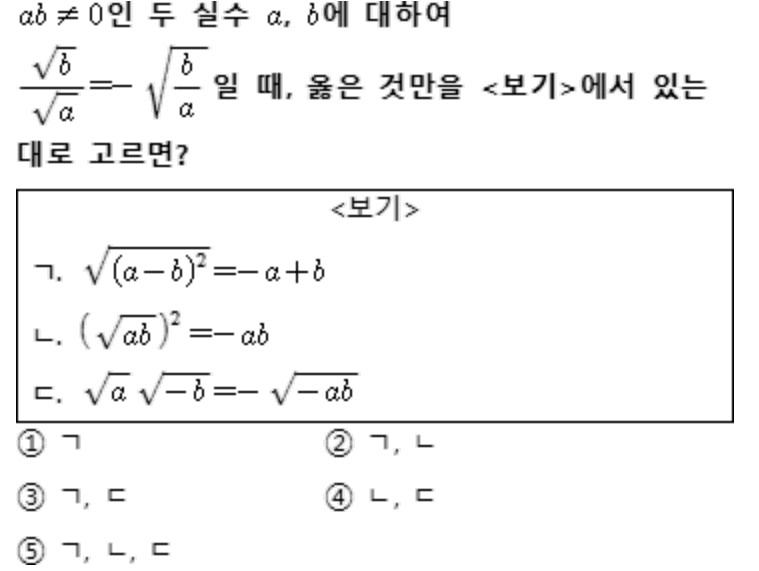 ab ≠ 0인 두 실수 a, b에 대하여
√b/√a = −√(b/a) 일 때, 옳은 것만을 <보기>에서 있는
대로 고르면?
<보기>
ㄱ. √((a−b)²) = −a+b
ㄴ. (√(ab))² = −ab
ㄷ. √a √(−b) = −√(−ab)
① ㄱ ② ㄱ, ㄴ
③ ㄱ, ㄷ ④ ㄴ, ㄷ
⑤ ㄱ, ㄴ, ㄷ